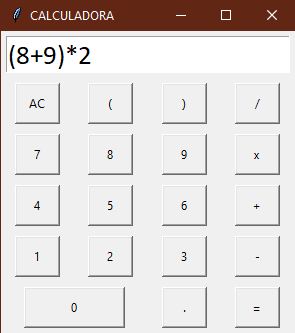 CALCULADORA
(8+9)*2
AC ( ) /
7 8 9 x
4 5 6 +
1 2 3 -
0 . =